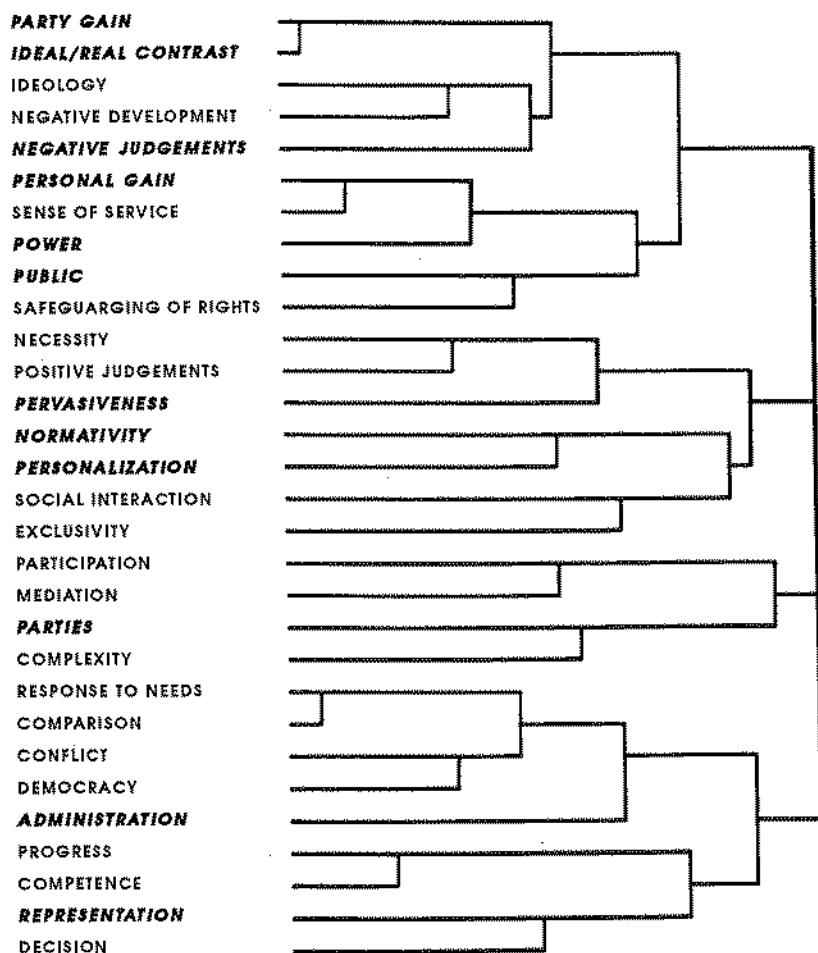 PARTY GAIN
IDEAL/REAL CONTRAST
IDEOLOGY
NEGATIVE DEVELOPMENT
NEGATIVE JUDGEMENTS
PERSONAL GAIN
SENSE OF SERVICE
POWER
PUBLIC
SAFEGUARGING OF RIGHTS
NECESSITY
POSITIVE JUDGEMENTS
PERVASIVENESS
NORMATIVITY
PERSONALIZATION
SOCIAL INTERACTION
EXCLUSIVITY
PARTICIPATION
MEDIATION
PARTIES
COMPLEXITY
RESPONSE TO NEEDS
COMPARISON
CONFLICT
DEMOCRACY
ADMINISTRATION
PROGRESS
COMPETENCE
REPRESENTATION
DECISION